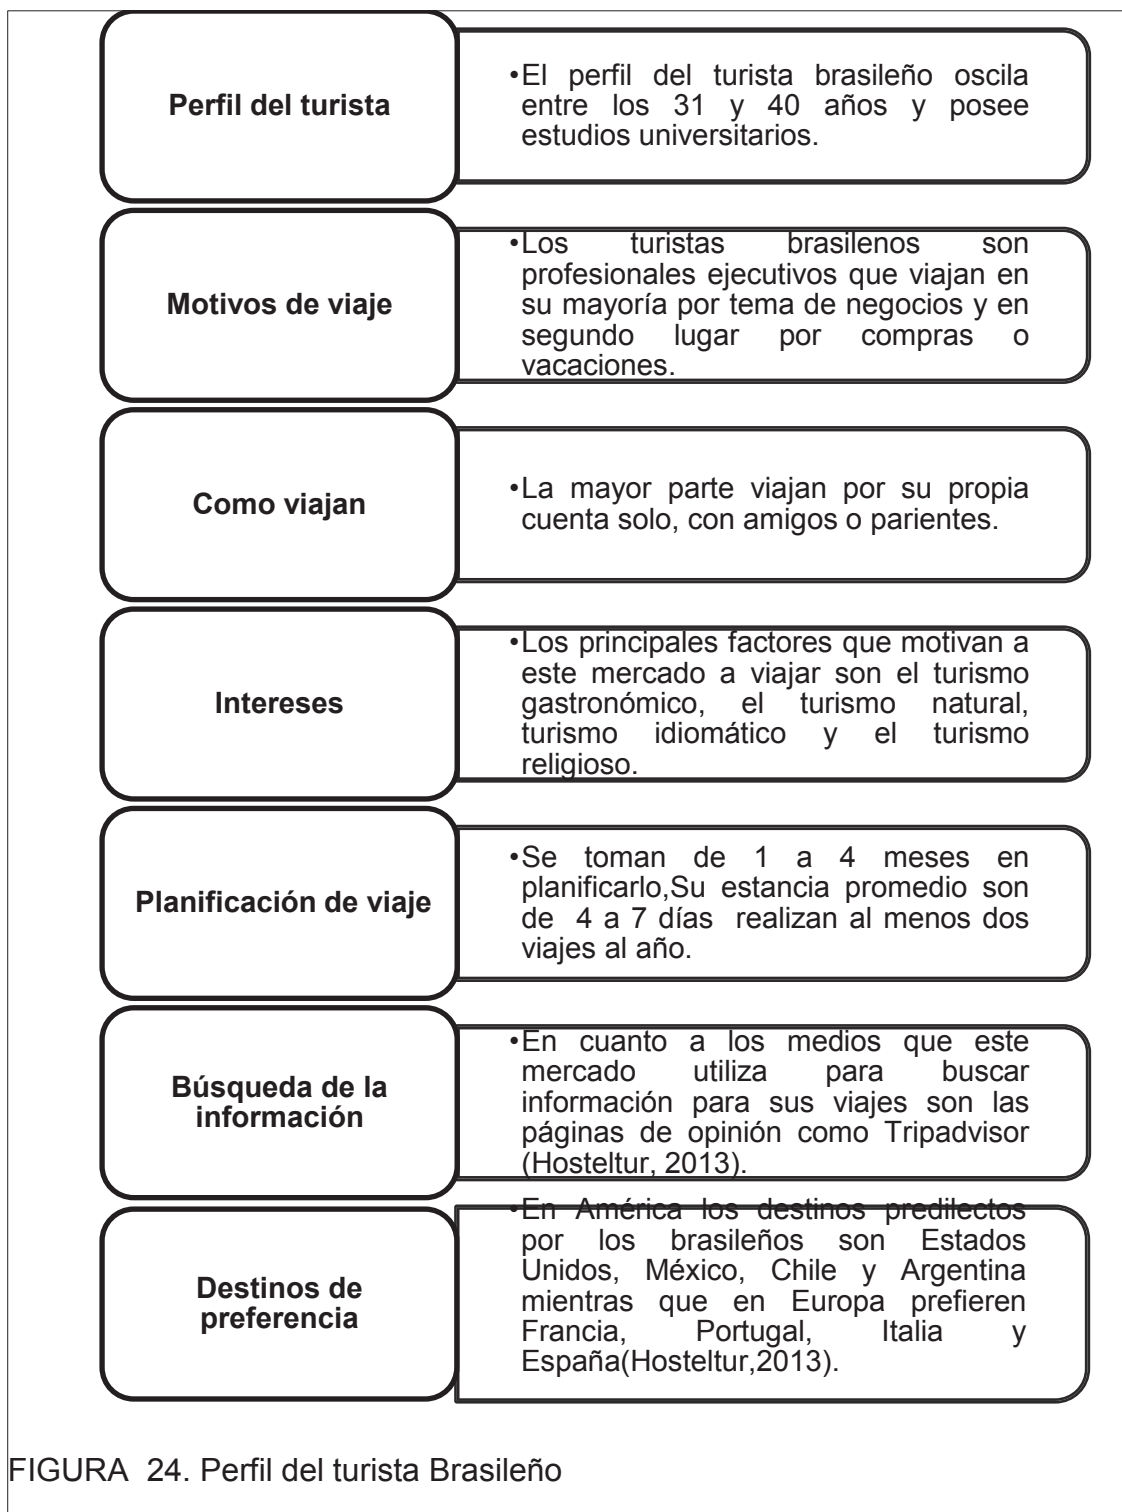 Perfil del turista
•El perfil del turista brasileño oscila
entre los 31 y 40 años y posee
estudios universitarios.
Motivos de viaje
•Los turistas brasilenos son
profesionales ejecutivos que viajan en
su mayoría por tema de negocios y en
segundo lugar por compras o
vacaciones.
Como viajan
•La mayor parte viajan por su propia
cuenta solo, con amigos o parientes.
Intereses
•Los principales factores que motivan a
este mercado a viajar son el turismo
gastronómico, el turismo natural,
turismo idiomático y el turismo
religioso.
Planificación de viaje
•Se toman de 1 a 4 meses en
planificarlo,Su estancia promedio son
de 4 a 7 días realizan al menos dos
viajes al año.
Búsqueda de la
información
•En cuanto a los medios que este
mercado utiliza para buscar
información para sus viajes son las
páginas de opinión como Tripadvisor
(Hosteltur, 2013).
Destinos de
preferencia
•En América los destinos predilectos
por los brasileños son Estados
Unidos, México, Chile y Argentina
mientras que en Europa prefieren
Francia, Portugal, Italia y
España(Hosteltur,2013).
FIGURA 24. Perfil del turista Brasileño